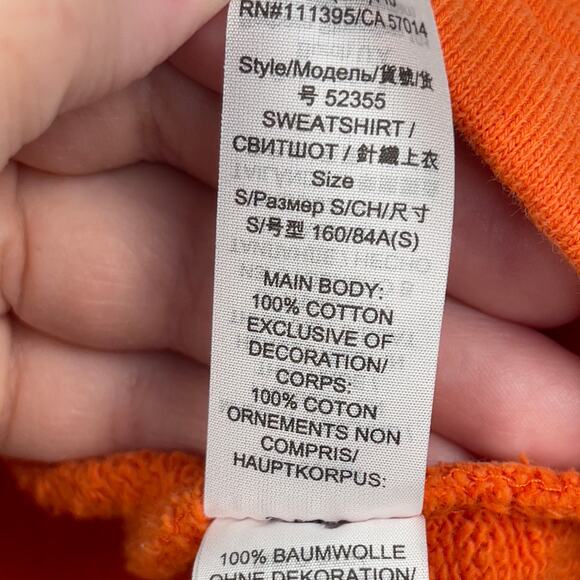 RN#111395/CA 57014
Style/Модель/貨號/货
号 52355
SWEATSHIRT /
СВИТШОТ / 針織上衣
Size
S/Размер S/CH/尺寸
S/号型 160/84A(S)
MAIN BODY:
100% COTTON
EXCLUSIVE OF
DECORATION/
CORPS:
100% COTON
ORNEMENTS NON
COMPRIS/
HAUPTKORPUS:
100% BAUMWOLLE
OHNE DEKORATION/